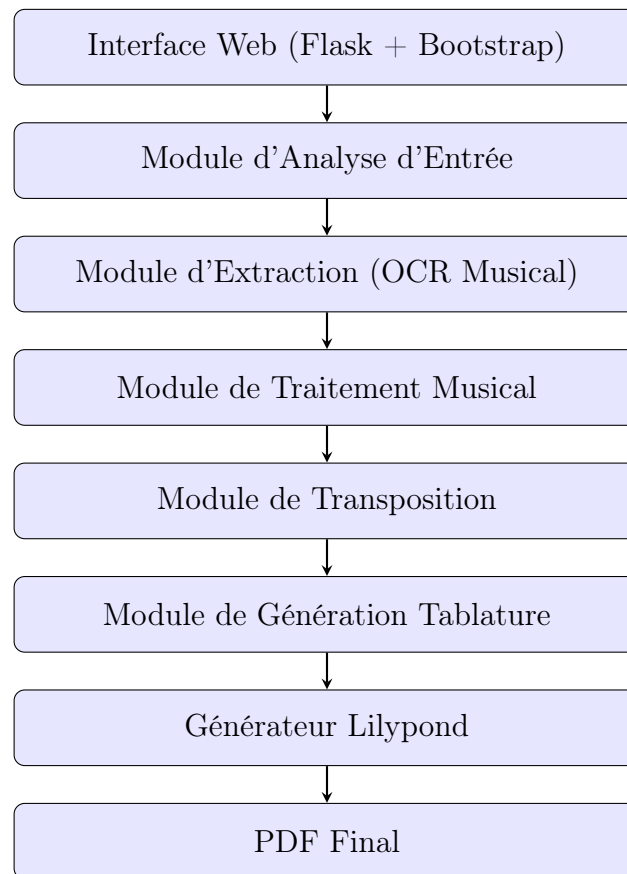 Interface Web (Flask + Bootstrap)
Module d'Analyse d'Entrée
Module d'Extraction (OCR Musical)
Module de Traitement Musical
Module de Transposition
Module de Génération Tablature
Générateur Lilypond
PDF Final